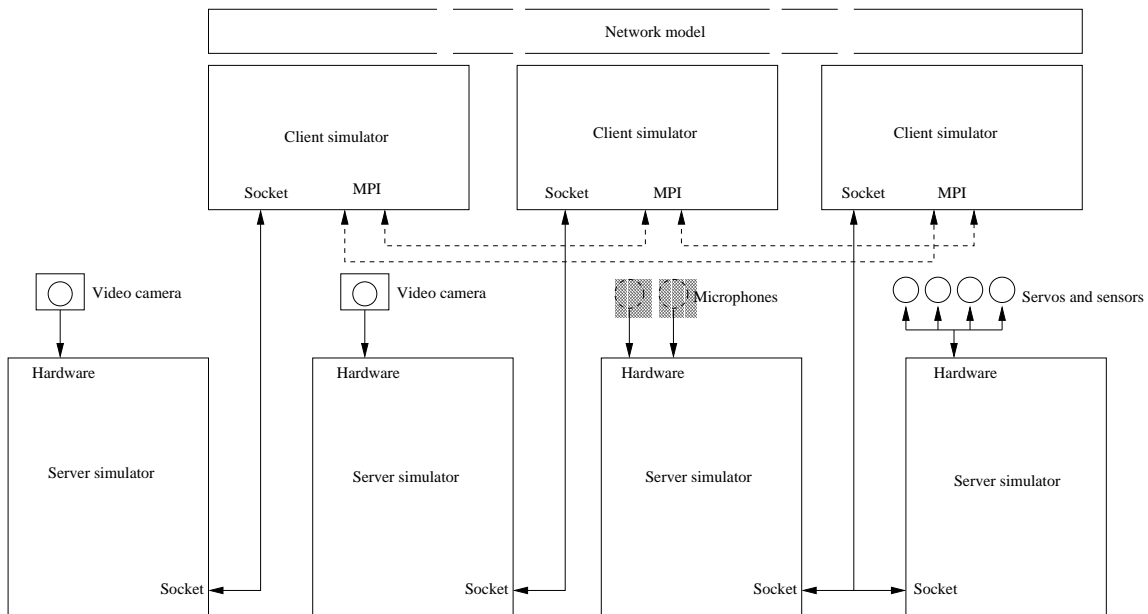 Network model
Client simulator
Client simulator
Client simulator
Socket
MPI
Socket
MPI
Socket
MPI
Video camera
Video camera
Microphones
Servos and sensors
Hardware
Hardware
Hardware
Hardware
Server simulator
Server simulator
Server simulator
Server simulator
Socket
Socket
Socket
Socket